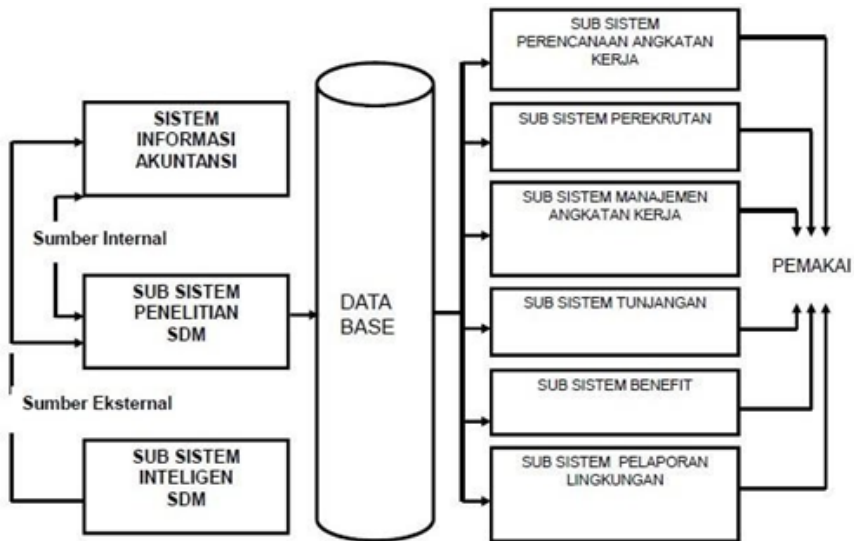 SISTEM
INFORMASI
AKUNTANSI
Sumber Internal
SUB SISTEM
PENELITIAN
SDM
Sumber Eksternal
SUB SISTEM
INTELIGEN
SDM
DATA
BASE
SUB SISTEM
PERENCANAAN ANGKATAN
KERJA
SUB SISTEM PEREKRUTAN
SUB SISTEM MANAJEMEN
ANGKATAN KERJA
SUB SISTEM TUNJANGAN
SUB SISTEM BENEFIT
SUB SISTEM PELAPORAN
LINGKUNGAN
PEMAKAI